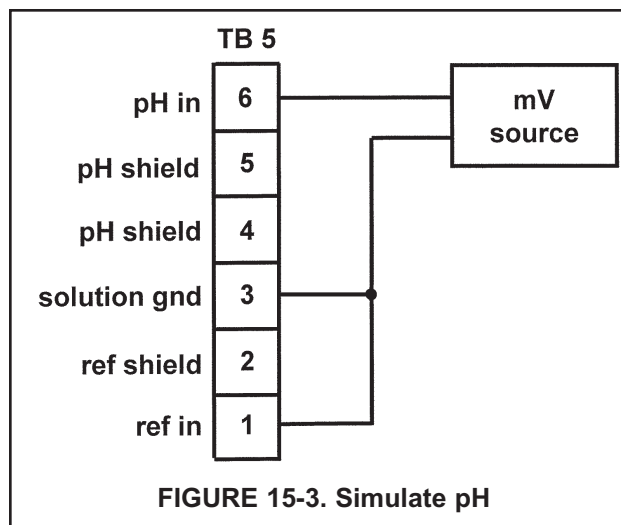 TB 5
pH in 6
pH shield 5
pH shield 4
solution gnd 3
ref shield 2
ref in 1
mV
source
FIGURE 15-3. Simulate pH